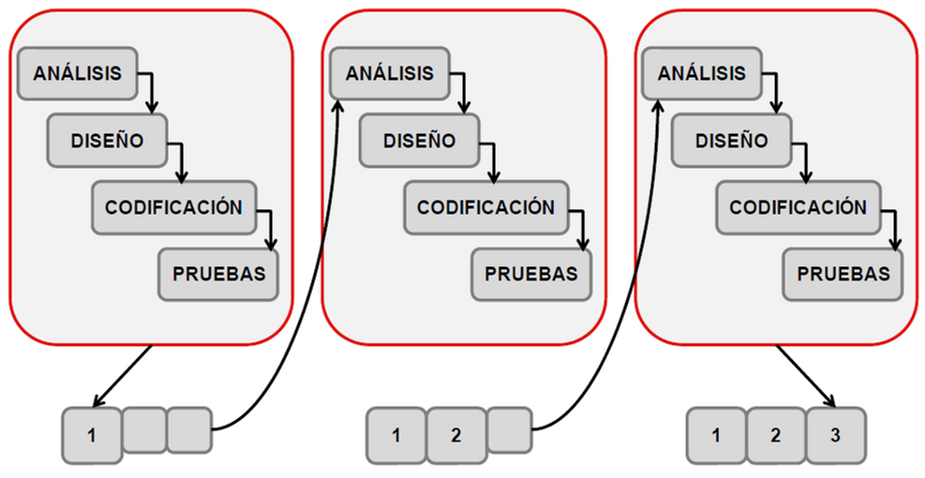 ANÁLISIS
DISEÑO
CODIFICACIÓN
PRUEBAS
ANÁLISIS
DISEÑO
CODIFICACIÓN
PRUEBAS
ANÁLISIS
DISEÑO
CODIFICACIÓN
PRUEBAS
1
1 2
1 2 3